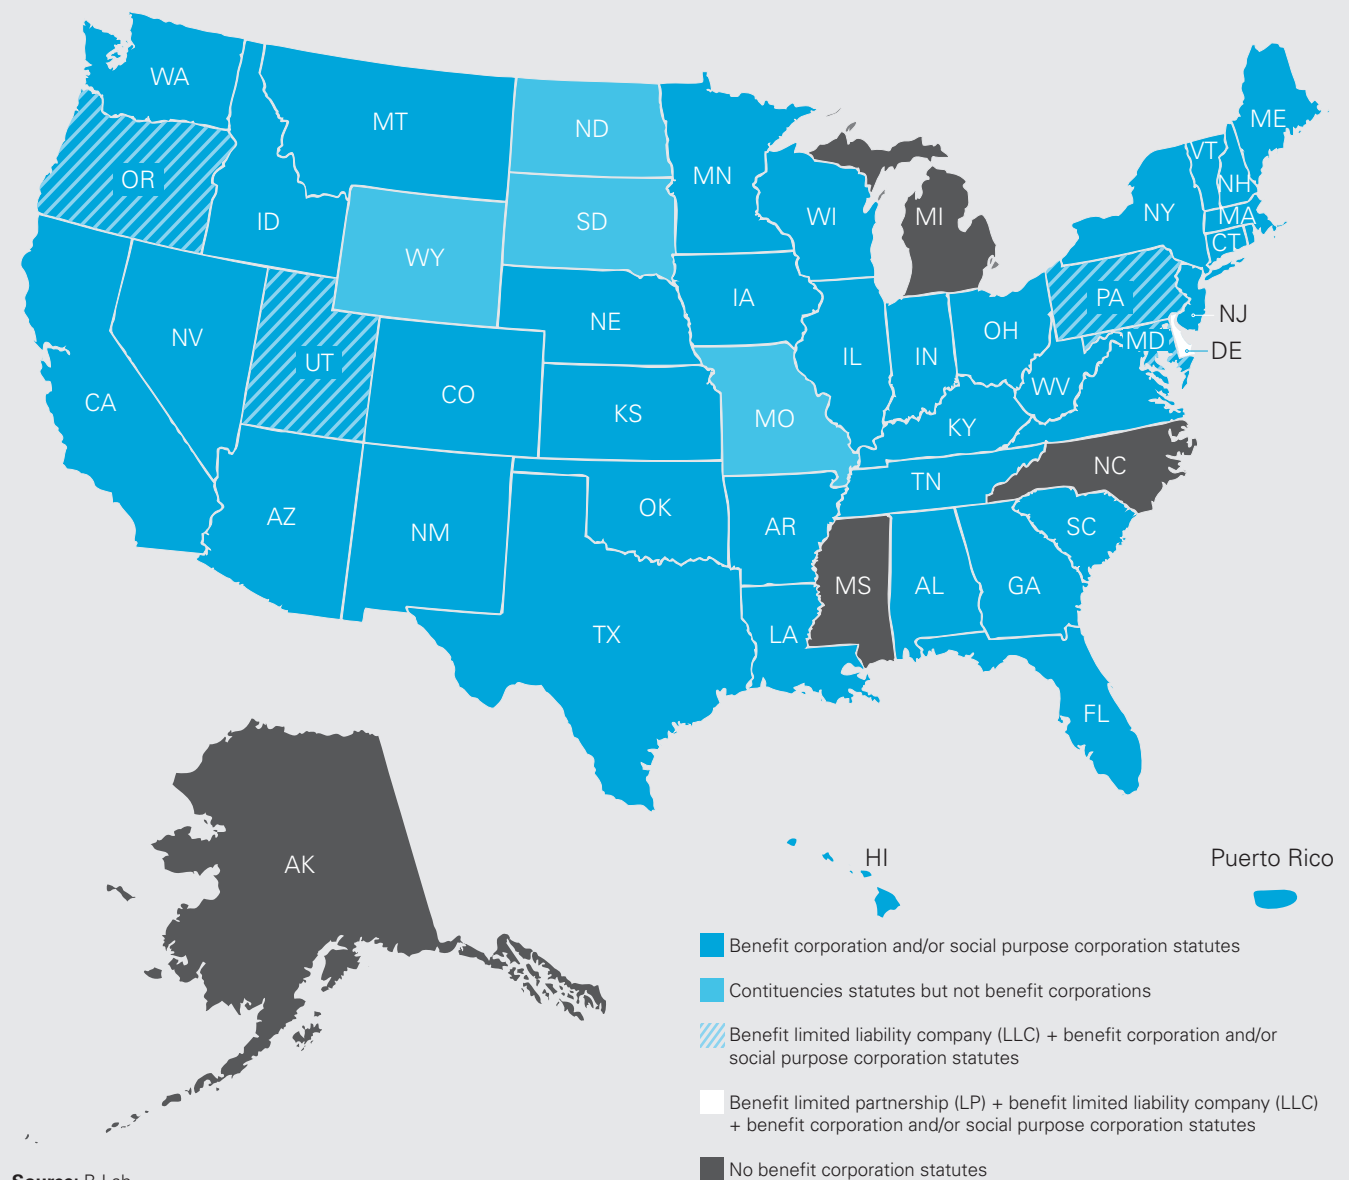 WA
MT
ND
MN
ME
VT
NH
OR
ID
SD
WI
MI
NY
MA
CT
WY
IA
PA
NJ
NV
NE
OH
MD
DE
UT
IL
IN
CA
CO
KS
MO
WV
KY
NC
AZ
NM
OK
AR
TN
SC
TX
LA
MS
AL
GA
FL
AK
HI
Puerto Rico
Benefit corporation and/or social purpose corporation statutes
Contituencies statutes but not benefit corporations
Benefit limited liability company (LLC) + benefit corporation and/or
social purpose corporation statutes
Benefit limited partnership (LP) + benefit limited liability company (LLC)
+ benefit corporation and/or social purpose corporation statutes
No benefit corporation statutes
Source: B Lab